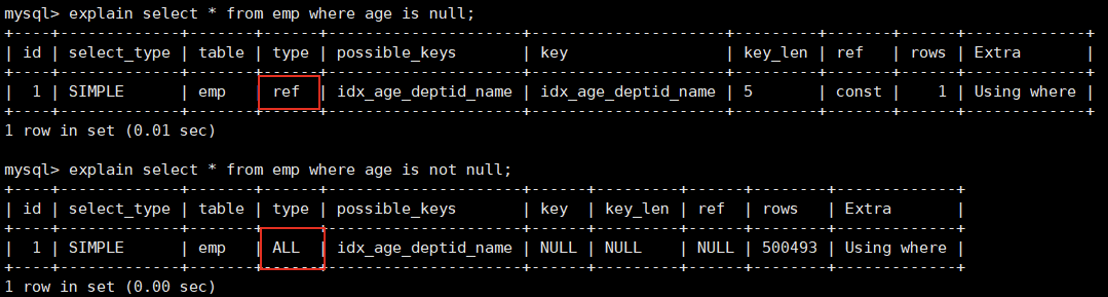 mysql> explain select * from emp where age is null;
+----+-------------+-------+------+----------------------+----------------------+---------+-------+------+-------------+
| id | select_type | table | type | possible_keys        | key                  | key_len | ref   | rows | Extra       |
+----+-------------+-------+------+----------------------+----------------------+---------+-------+------+-------------+
|  1 | SIMPLE      | emp   | ref  | idx_age_deptid_name  | idx_age_deptid_name  | 5       | const |    1 | Using where |
+----+-------------+-------+------+----------------------+----------------------+---------+-------+------+-------------+
1 row in set (0.01 sec)
mysql> explain select * from emp where age is not null;
+----+-------------+-------+------+----------------------+------+---------+------+--------+-------------+
| id | select_type | table | type | possible_keys        | key  | key_len | ref  | rows   | Extra       |
+----+-------------+-------+------+----------------------+------+---------+------+--------+-------------+
|  1 | SIMPLE      | emp   | ALL  | idx_age_deptid_name  | NULL | NULL    | NULL | 500493 | Using where |
+----+-------------+-------+------+----------------------+------+---------+------+--------+-------------+
1 row in set (0.00 sec)